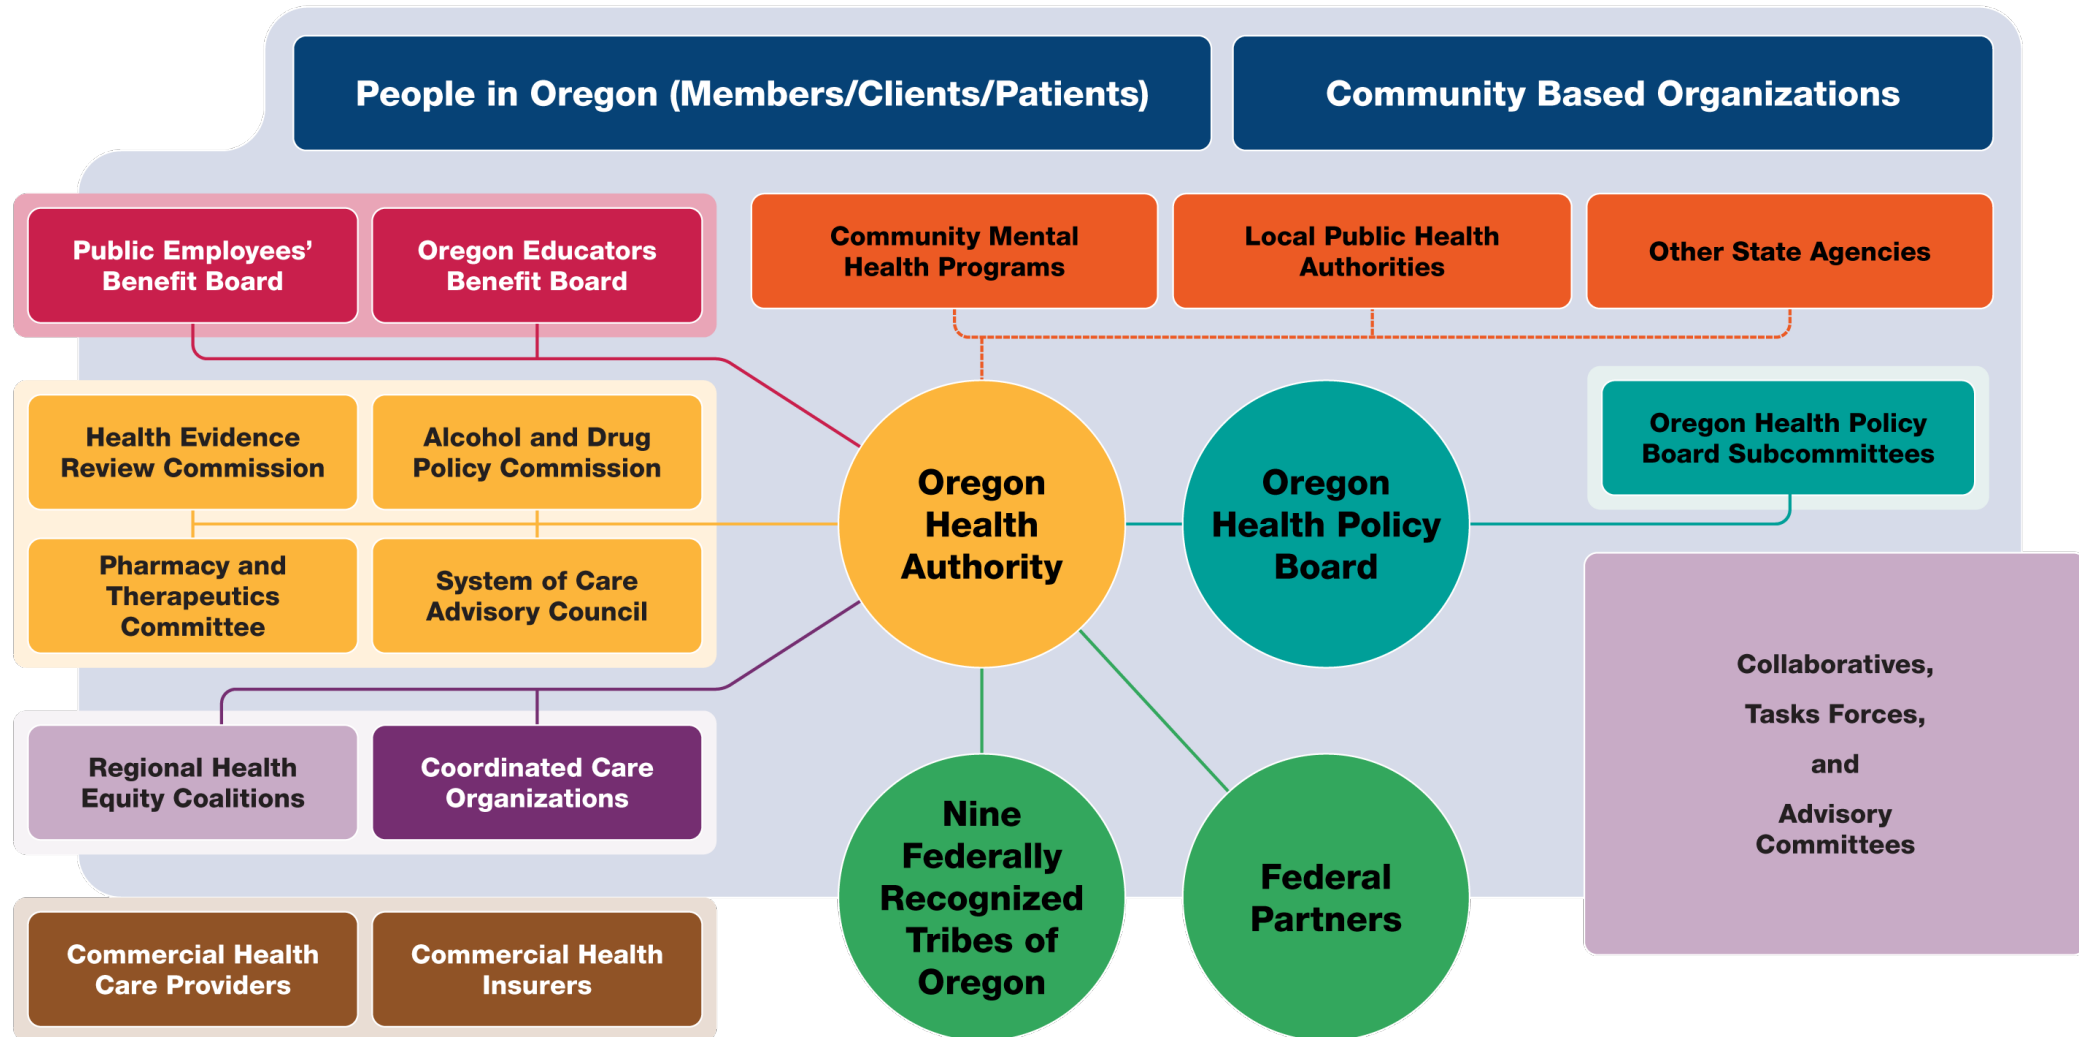 People in Oregon (Members/Clients/Patients)
Community Based Organizations
Public Employees’
Benefit Board
Oregon Educators
Benefit Board
Community Mental
Health Programs
Local Public Health
Authorities
Other State Agencies
Health Evidence
Review Commission
Alcohol and Drug
Policy Commission
Pharmacy and
Therapeutics
Committee
System of Care
Advisory Council
Oregon
Health
Authority
Oregon
Health Policy
Board
Oregon Health Policy
Board Subcommittees
Regional Health
Equity Coalitions
Coordinated Care
Organizations
Collaboratives,
Tasks Forces,
and
Advisory
Committees
Commercial Health
Care Providers
Commercial Health
Insurers
Nine
Federally
Recognized
Tribes of
Oregon
Federal
Partners